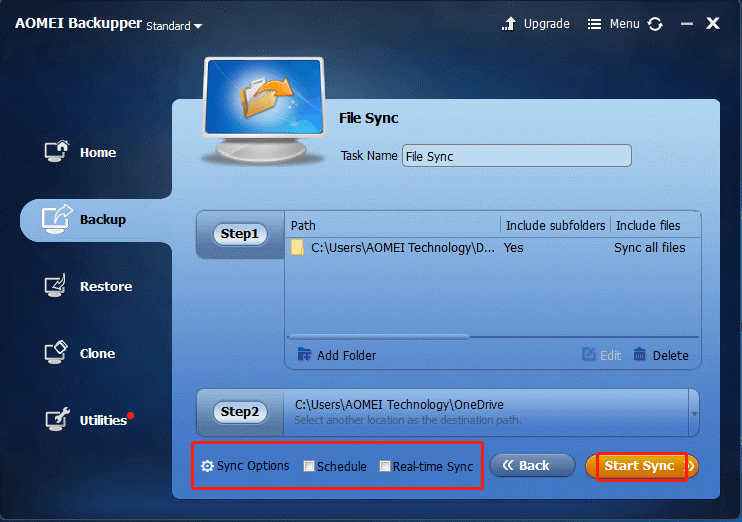 AOMEI Backupper Standard
Upgrade
Menu
File Sync
Task Name File Sync
Home
Backup
Restore
Clone
Utilities
Step1
Path Include subfolders Include files
C:\Users\AOMEI Technology\D... Yes Sync all files
Add Folder Edit Delete
Step2
C:\Users\AOMEI Technology\OneDrive
Select another location as the destination path.
Sync Options Schedule Real-time Sync
Back
Start Sync